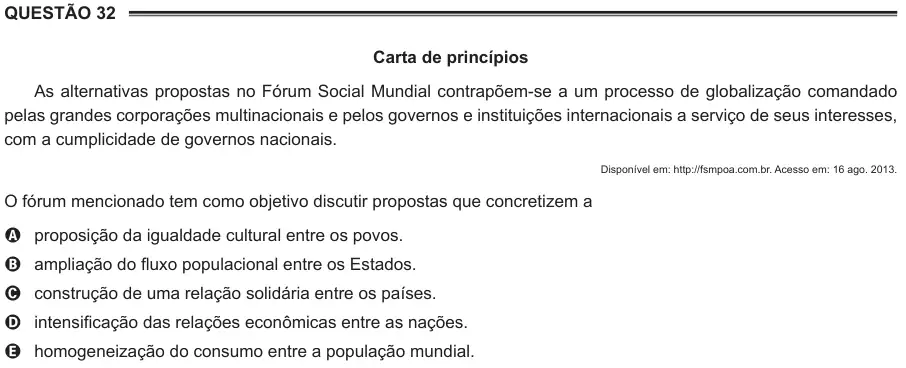 QUESTÃO 32
Carta de princípios
As alternativas propostas no Fórum Social Mundial contrapõem-se a um processo de globalização comandado
pelas grandes corporações multinacionais e pelos governos e instituições internacionais a serviço de seus interesses,
com a cumplicidade de governos nacionais.
Disponível em: http://fsmpoa.com.br. Acesso em: 16 ago. 2013.
O fórum mencionado tem como objetivo discutir propostas que concretizem a
A proposição da igualdade cultural entre os povos.
B ampliação do fluxo populacional entre os Estados.
C construção de uma relação solidária entre os países.
D intensificação das relações econômicas entre as nações.
E homogeneização do consumo entre a população mundial.